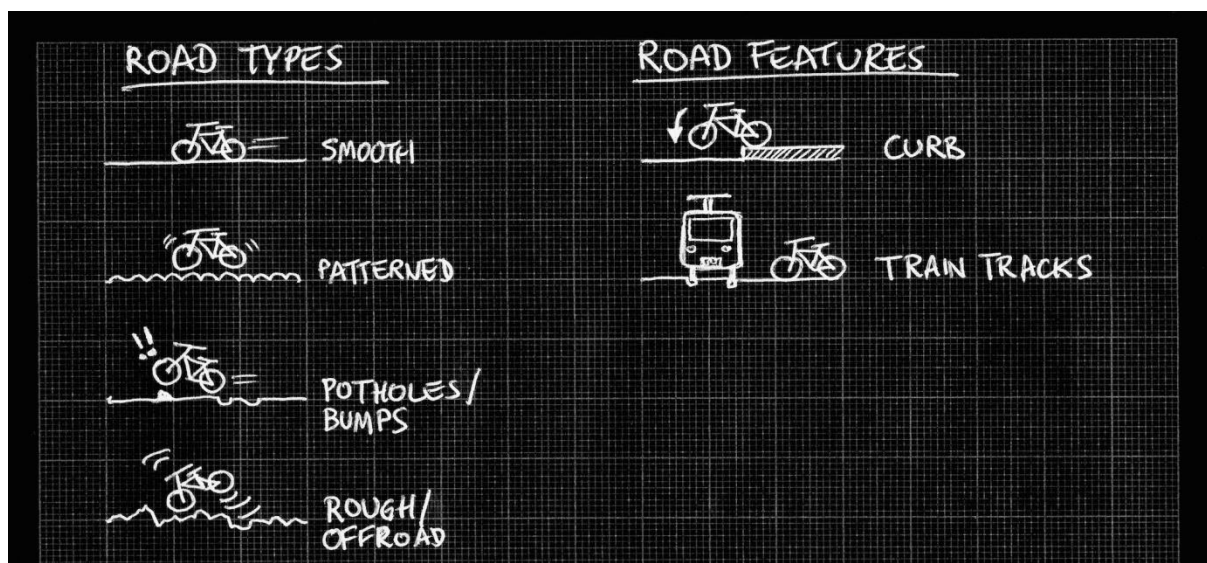 ROAD TYPES
SMOOTH
PATTERNED
POTHOLES/
BUMPS
ROUGH/
OFFROAD
ROAD FEATURES
CURB
TRAIN TRACKS